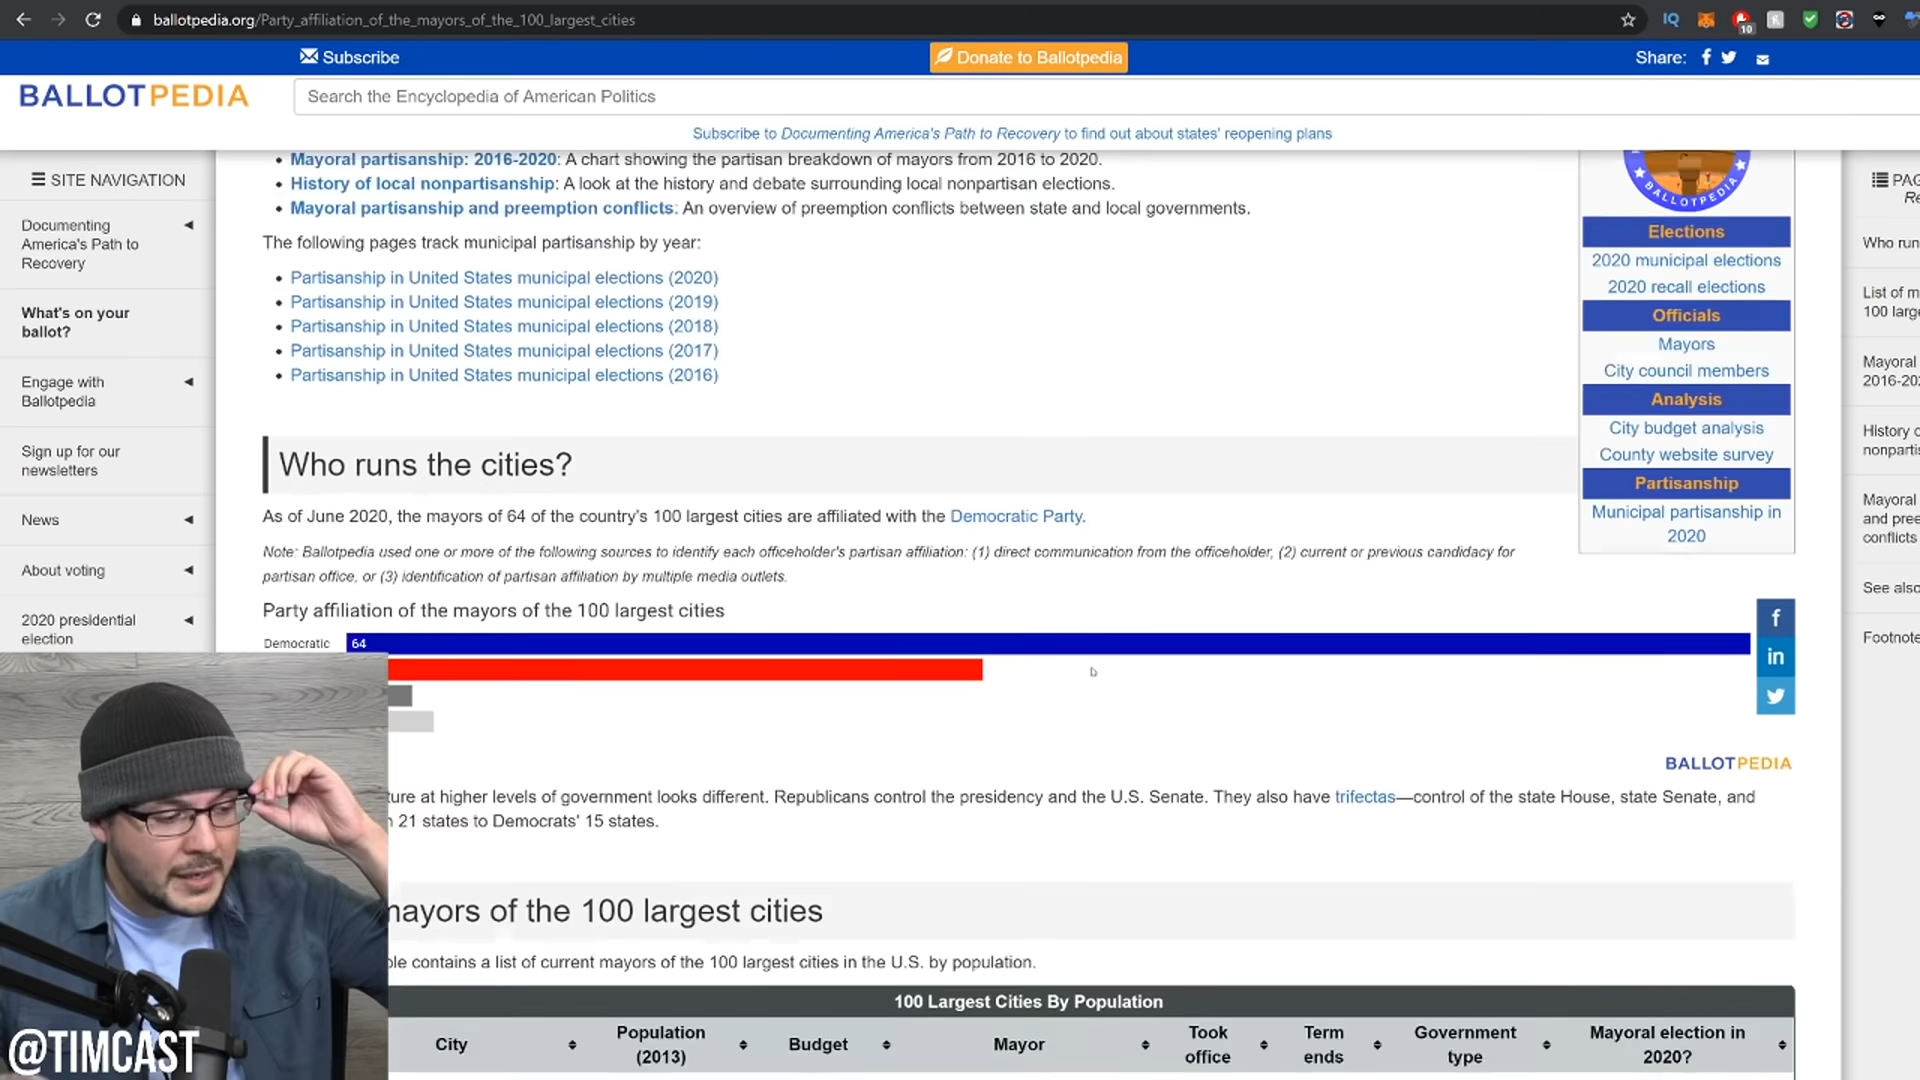 ballotpedia.org/Party_affiliation_of_the_mayors_of_the_100_largest_cities
IQ
10
Subscribe
Donate to Ballotpedia
Share:
BALLOTPEDIA
Search the Encyclopedia of American Politics
Subscribe to Documenting America's Path to Recovery to find out about states' reopening plans
SITE NAVIGATION
Documenting
America's Path to
Recovery
What's on your
ballot?
Engage with
Ballotpedia
Sign up for our
newsletters
News
About voting
2020 presidential
election
• Mayoral partisanship: 2016-2020: A chart showing the partisan breakdown of mayors from 2016 to 2020.
• History of local nonpartisanship: A look at the history and debate surrounding local nonpartisan elections.
• Mayoral partisanship and preemption conflicts: An overview of preemption conflicts between state and local governments.
The following pages track municipal partisanship by year:
• Partisanship in United States municipal elections (2020)
• Partisanship in United States municipal elections (2019)
• Partisanship in United States municipal elections (2018)
• Partisanship in United States municipal elections (2017)
• Partisanship in United States municipal elections (2016)
BALLOTPEDIA
Elections
2020 municipal elections
2020 recall elections
Officials
Mayors
City council members
Analysis
City budget analysis
County website survey
Partisanship
Municipal partisanship in
2020
PAG
Re
Who run
List of m
100 larg
Mayoral
2016-20
History o
nonpartis
Mayoral
and pree
conflicts
See also
Footnote
Who runs the cities?
As of June 2020, the mayors of 64 of the country's 100 largest cities are affiliated with the Democratic Party.
Note: Ballotpedia used one or more of the following sources to identify each officeholder's partisan affiliation: (1) direct communication from the officeholder, (2) current or previous candidacy for
partisan office, or (3) identification of partisan affiliation by multiple media outlets.
Party affiliation of the mayors of the 100 largest cities
Democratic 64
f
in
BALLOTPEDIA
ture at higher levels of government looks different. Republicans control the presidency and the U.S. Senate. They also have trifectas—control of the state House, state Senate, and
21 states to Democrats' 15 states.
mayors of the 100 largest cities
ble contains a list of current mayors of the 100 largest cities in the U.S. by population.
100 Largest Cities By Population
City
Population
(2013)
Budget
Mayor
Took
office
Term
ends
Government
type
Mayoral election in
2020?
@TIMCAST